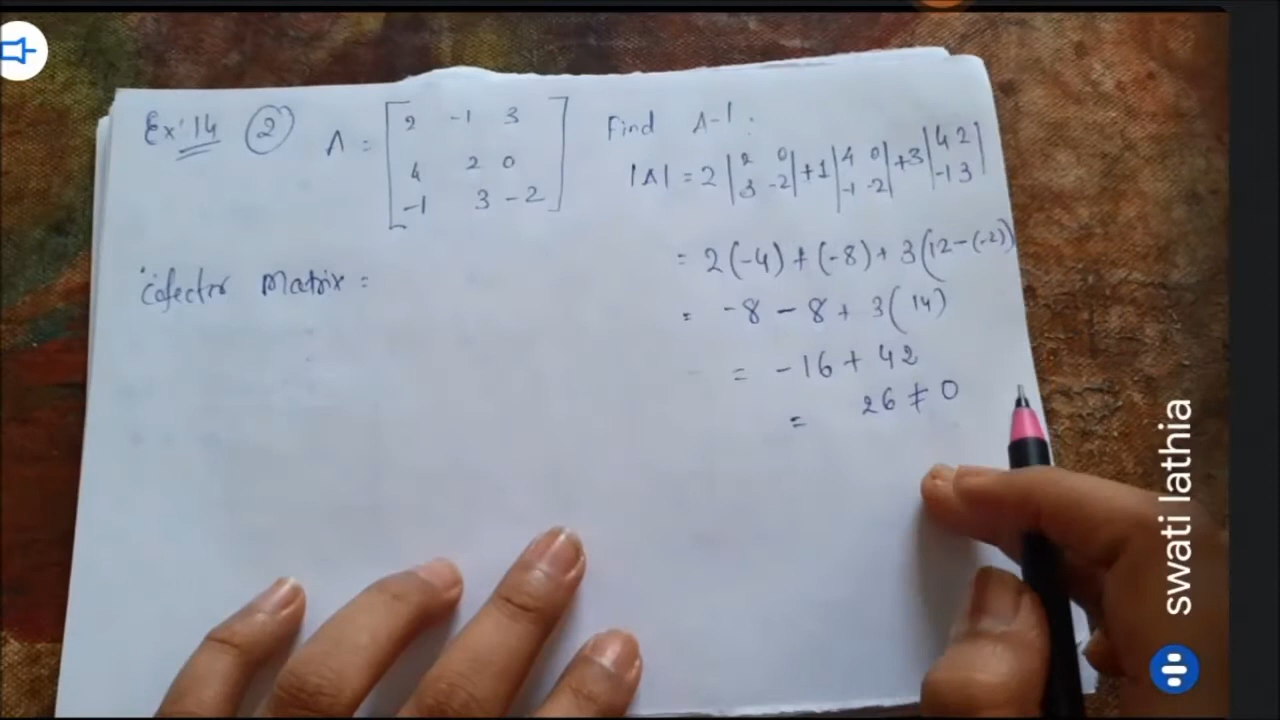 Ex: 14 (2) A = [ 2 -1 3
4 2 0
-1 3 -2 ]
Find A-1:
|A| = 2 |2 0 3 -2| +1 |4 0 -1 -2| +3 |4 2 -1 3|
= 2(-4) + (-8) + 3(12-(-2))
= -8 - 8 + 3(14)
= -16 + 42
= 26 ≠ 0
Cofector Matrix =
swati lathia